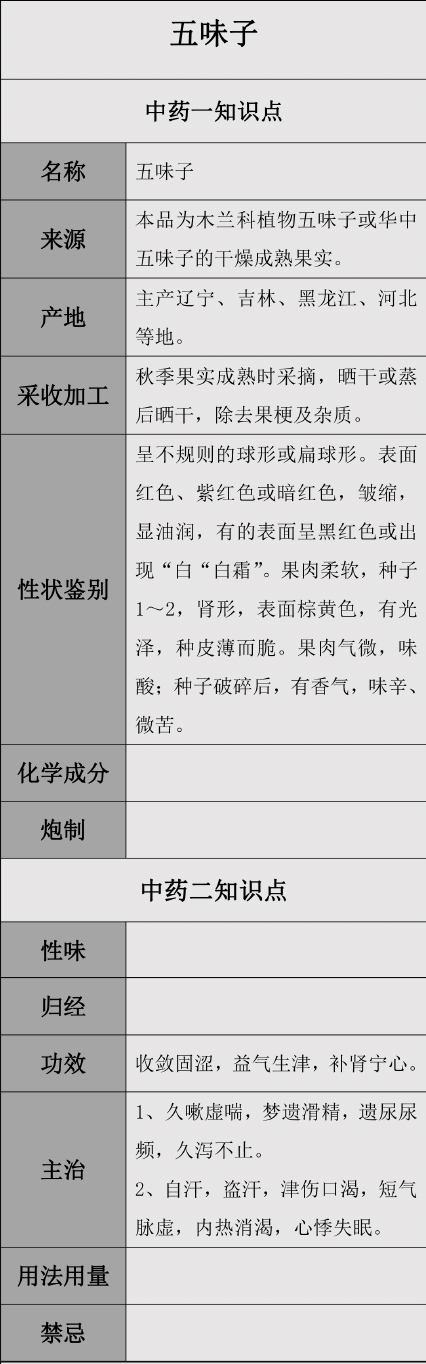 五味子
中药一知识点
名称
五味子
来源
本品为木兰科植物五味子或华中
五味子的干燥成熟果实。
产地
主产辽宁、吉林、黑龙江、河北
等地。
采收加工
秋季果实成熟时采摘，晒干或蒸
后晒干，除去果梗及杂质。
性状鉴别
呈不规则的球形或扁球形。表面
红色、紫红色或暗红色，皱缩，
显油润，有的表面呈黑红色或出
现“白“白霜”。果肉柔软，种子
1～2，肾形，表面棕黄色，有光
泽，种皮薄而脆。果肉气微，味
酸；种子破碎后，有香气，味辛、
微苦。
化学成分
炮制
中药二知识点
性味
归经
功效
收敛固涩，益气生津，补肾宁心。
主治
1、久嗽虚喘，梦遗滑精，遗尿尿
频，久泻不止。
2、自汗，盗汗，津伤口渴，短气
脉虚，内热消渴，心悸失眠。
用法用量
禁忌